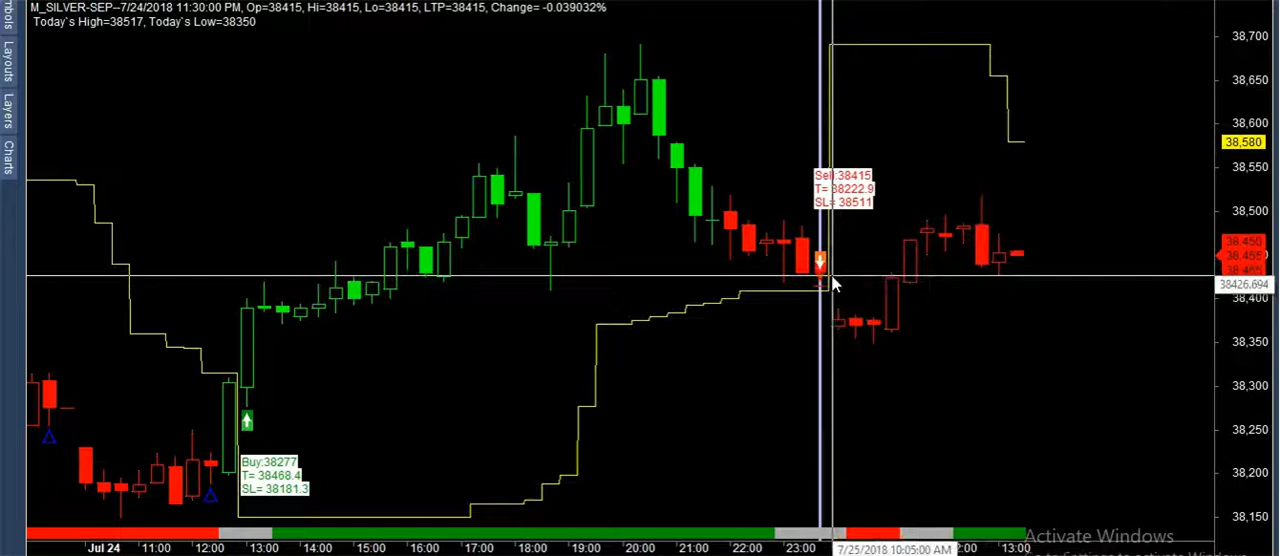 M_SILVER-SEP--7/24/2018 11:30:00 PM, Op=38415, Hi=38415, Lo=38415, LTP=38415, Change= -0.039032%
Today`s High=38517, Today`s Low=38350
Layouts
Layers
Charts
38,700
38,650
38,600
38,580
38,550
38,500
38,450
38,455
38,465
38426.694
38,400
38,350
38,300
38,250
38,200
38,150
Sell:38415
T= 38222.9
SL= 38511
Buy:38277
T= 38468.4
SL= 38181.3
Jul 24 11:00 12:00 13:00 14:00 15:00 16:00 17:00 18:00 19:00 20:00 21:00 22:00 23:00 7/25/2018 10:05:00 AM 13:00
Activate Windows